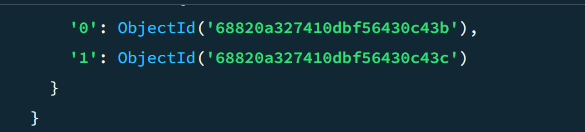 '0': ObjectId('68820a327410dbf56430c43b'),
'1': ObjectId('68820a327410dbf56430c43c')
}
}